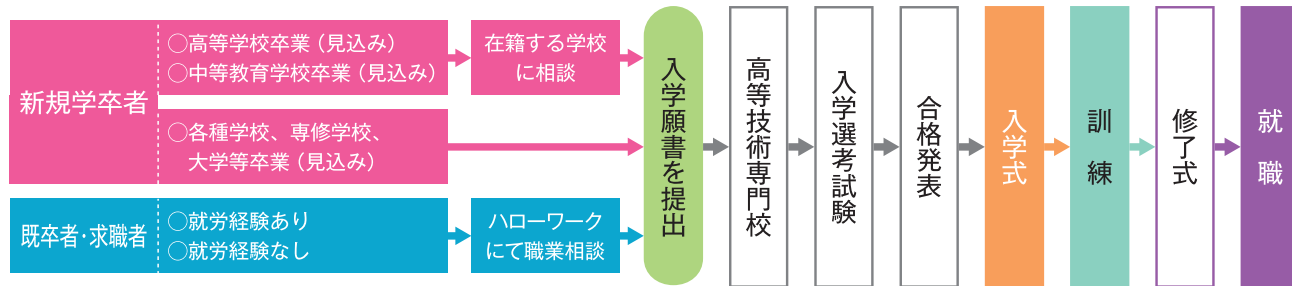 新規学卒者
◯高等学校卒業（見込み）
◯中等教育学校卒業（見込み）
在籍する学校
に相談
◯各種学校、専修学校、
大学等卒業（見込み）
既卒者・求職者
◯就労経験あり
◯就労経験なし
ハローワーク
にて職業相談
入学願書を提出
高等技術専門校
入学選考試験
合格発表
入学式
訓練
修了式
就職